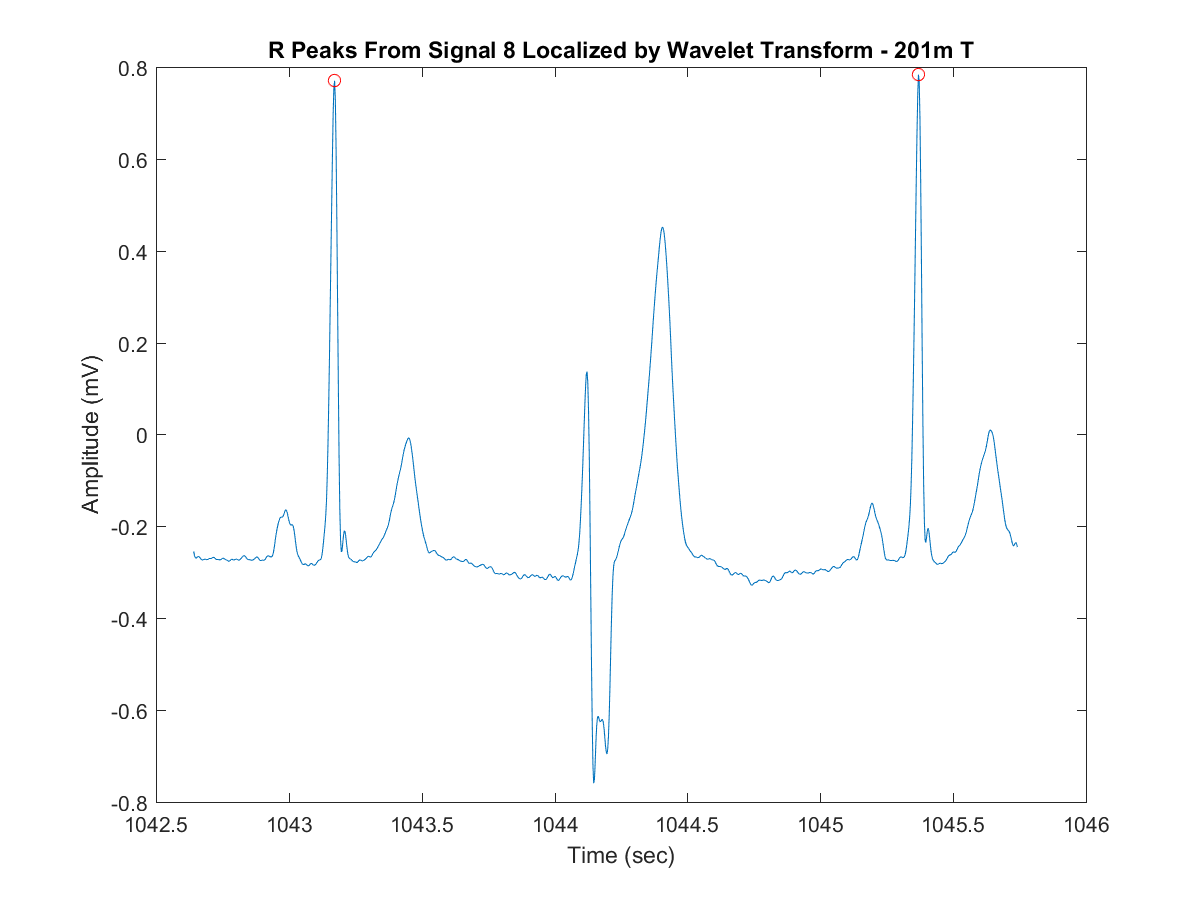 R Peaks From Signal 8 Localized by Wavelet Transform - 201m T
0.8
0.6
0.4
0.2
0
-0.2
-0.4
-0.6
-0.8
Amplitude (mV)
1042.5 1043 1043.5 1044 1044.5 1045 1045.5 1046
Time (sec)